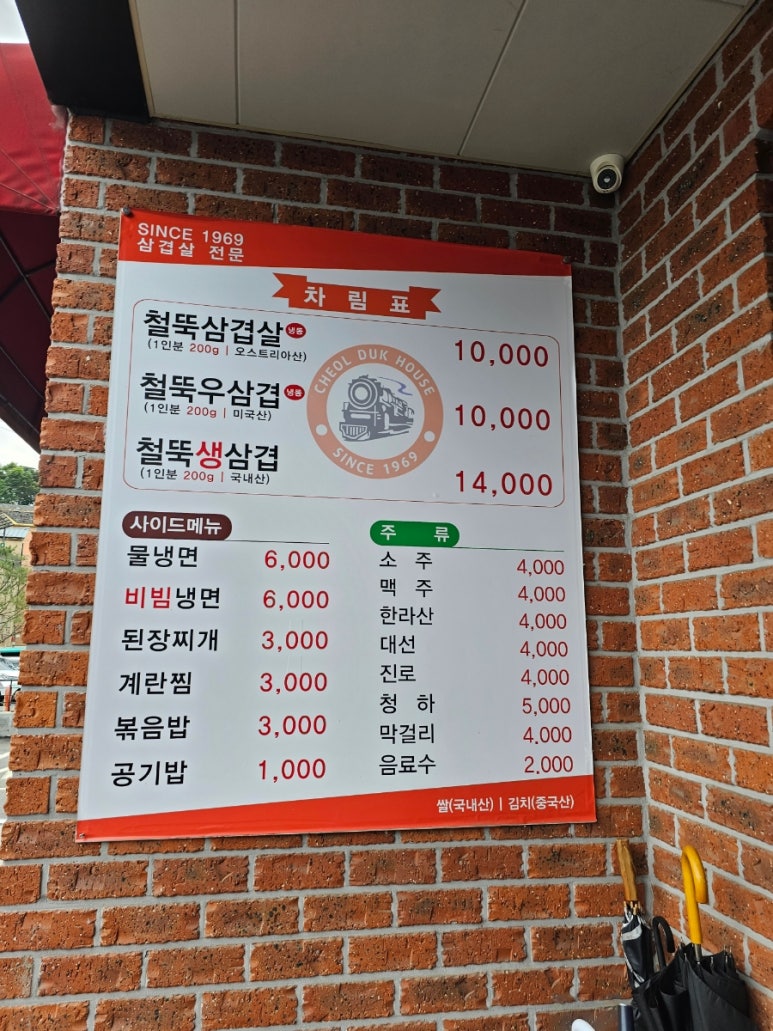 SINCE 1969
삼겹살 전문
차 림 표
철뚝삼겹살 냉동 10,000
(1인분 200g | 오스트리아산)
철뚝우삼겹 냉동 10,000
(1인분 200g | 미국산)
철뚝생삼겹 14,000
(1인분 200g | 국내산)
CHEOL DUK HOUSE
SINCE 1969
사이드메뉴
물냉면 6,000
비빔냉면 6,000
된장찌개 3,000
계란찜 3,000
볶음밥 3,000
공기밥 1,000
주 류
소 주 4,000
맥 주 4,000
한라산 4,000
대선 4,000
진로 4,000
청 하 5,000
막걸리 4,000
음료수 2,000
쌀(국내산) | 김치(중국산)